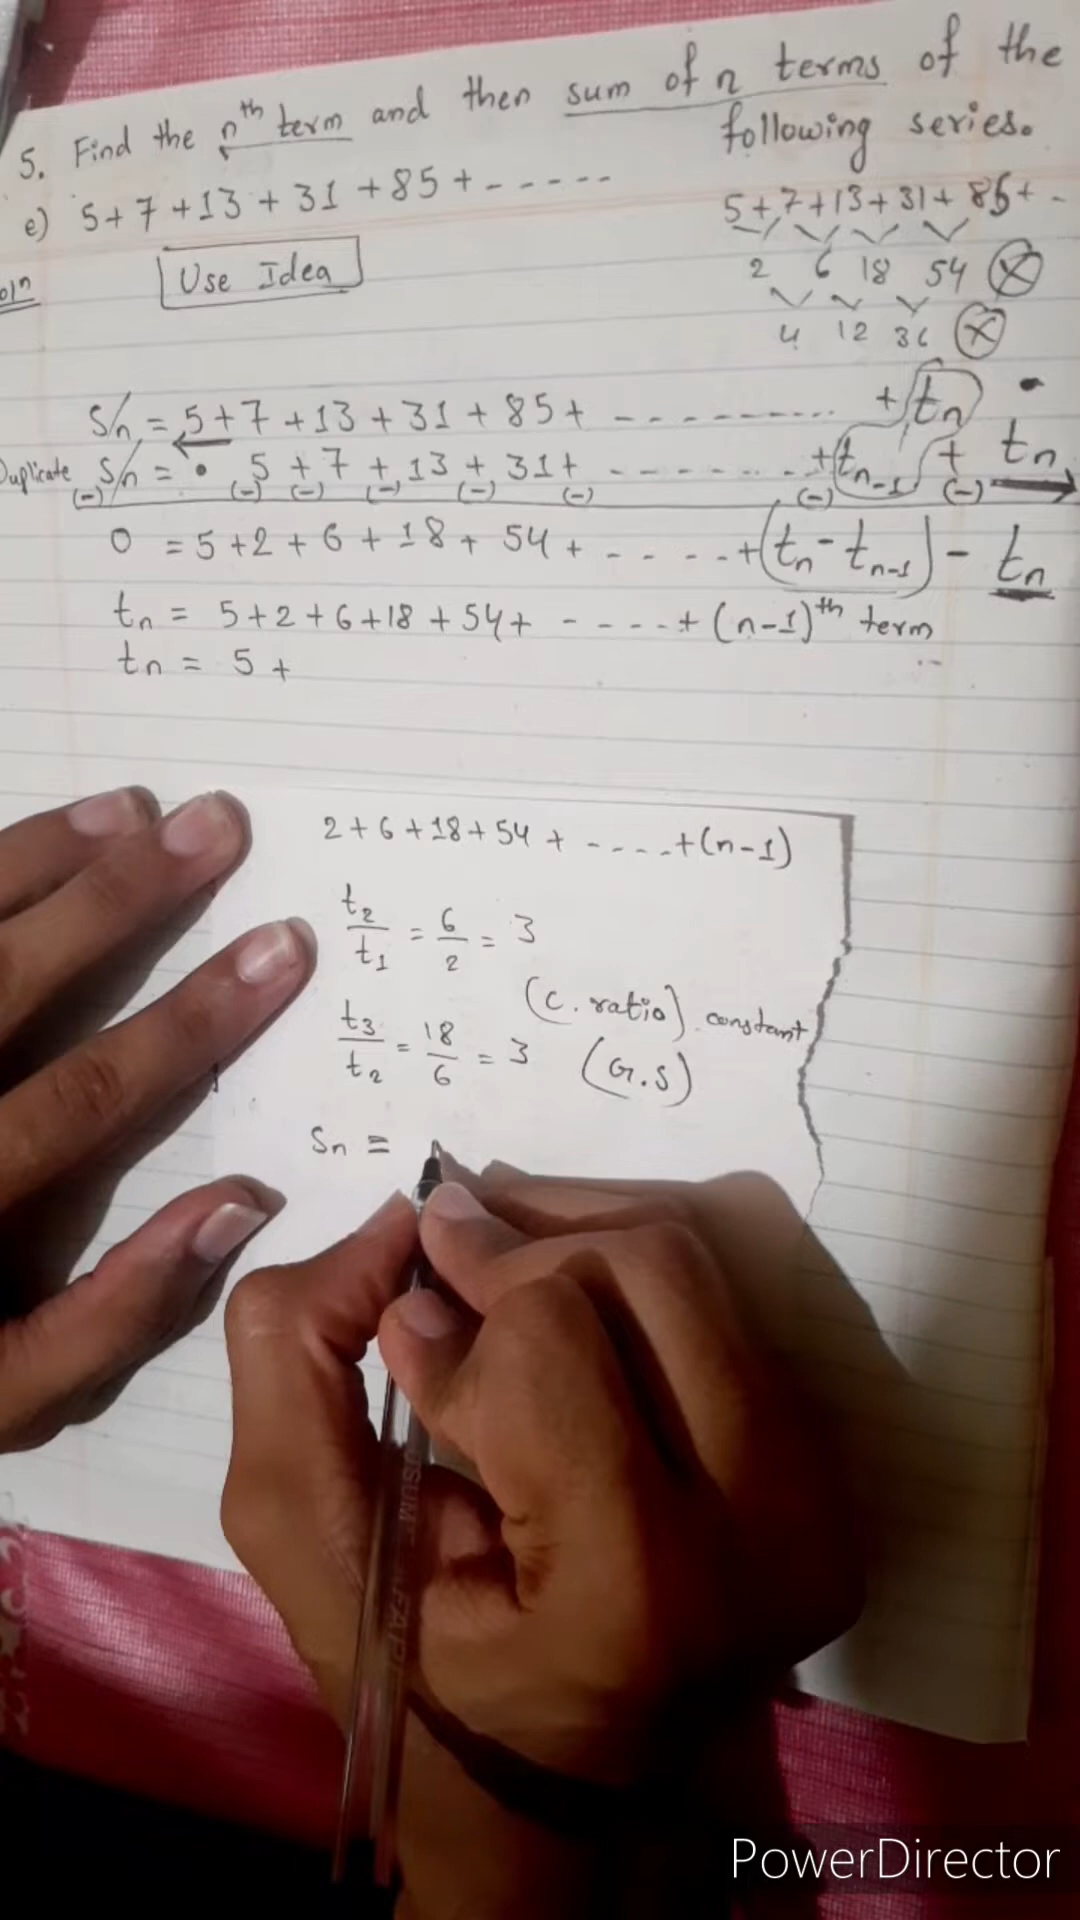 5. Find the nth term and then sum of n terms of the
following series.
e) 5+7+13+31+85+-----
5+7+13+31+85+-
2 6 18 54 (X)
4 12 36 (X)
Soln
Use Idea
Sn = 5+7+13+31+85+ --------- +tn
Duplicate Sn = • 5+7+13+31+ ------- +tn-1 + tn
(-) (-) (-) (-) (-) (-) (-) (-)
0 = 5+2+6+18+54+ ----- +(tn-tn-1) - tn
tn = 5+2+6+18+54+ ----- +(n-1)th term
tn = 5+
2+6+18+54+ -----+(n-1)
t2/t1 = 6/2 = 3
(C. ratio) constant
t3/t2 = 18/6 = 3 (G.S)
Sn =
PowerDirector